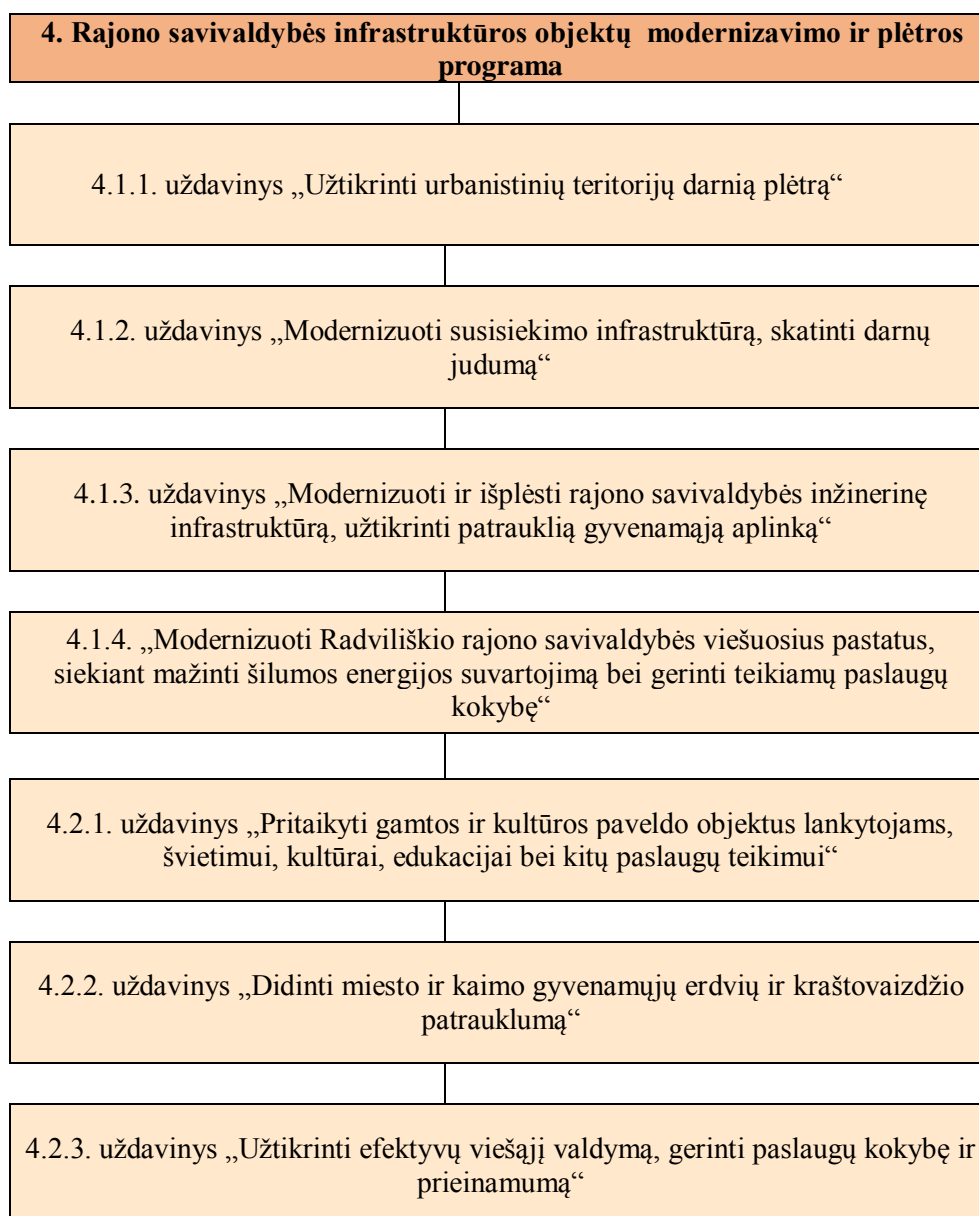 4. Rajono savivaldybės infrastruktūros objektų modernizavimo ir plėtros
programa
4.1.1. uždavinys „Užtikrinti urbanistinių teritorijų darnią plėtrą“
4.1.2. uždavinys „Modernizuoti susisiekimo infrastruktūrą, skatinti darnų
judumą“
4.1.3. uždavinys „Modernizuoti ir išplėsti rajono savivaldybės inžinerinę
infrastruktūrą, užtikrinti patrauklią gyvenamąją aplinką“
4.1.4. „Modernizuoti Radviliškio rajono savivaldybės viešuosius pastatus,
siekiant mažinti šilumos energijos suvartojimą bei gerinti teikiamų paslaugų
kokybę“
4.2.1. uždavinys „Pritaikyti gamtos ir kultūros paveldo objektus lankytojams,
švietimui, kultūrai, edukacijai bei kitų paslaugų teikimui“
4.2.2. uždavinys „Didinti miesto ir kaimo gyvenamųjų erdvių ir kraštovaizdžio
patrauklumą“
4.2.3. uždavinys „Užtikrinti efektyvų viešąjį valdymą, gerinti paslaugų kokybę ir
prieinamumą“